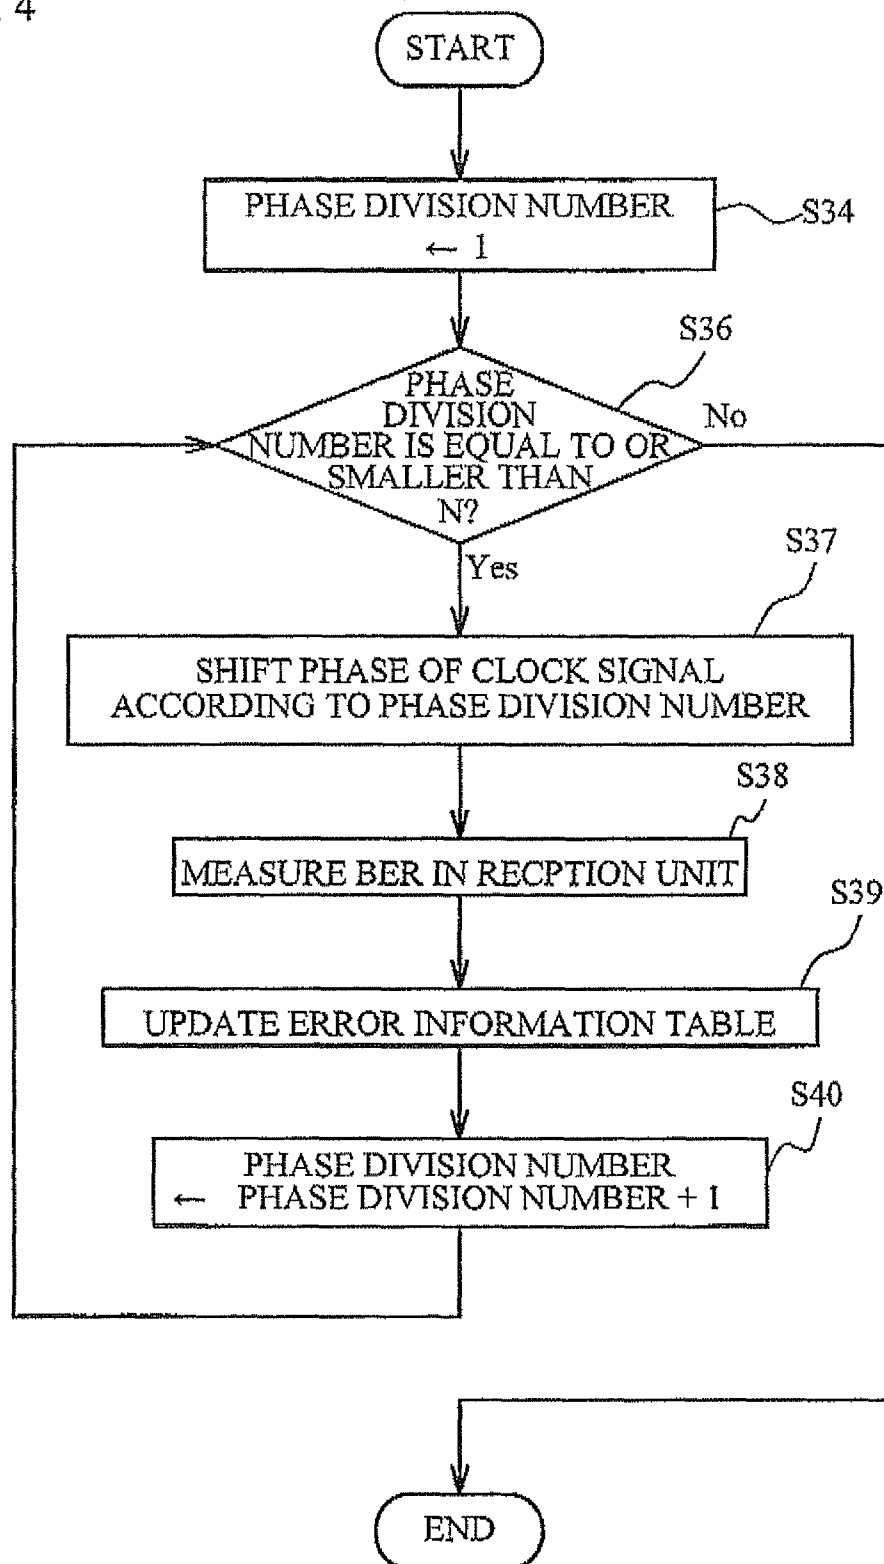 4
START
PHASE DIVISION NUMBER
← 1
S34
S36
PHASE
DIVISION
NUMBER IS EQUAL TO OR
SMALLER THAN
N?
No
Yes
S37
SHIFT PHASE OF CLOCK SIGNAL
ACCORDING TO PHASE DIVISION NUMBER
S38
MEASURE BER IN RECPTION UNIT
S39
UPDATE ERROR INFORMATION TABLE
S40
PHASE DIVISION NUMBER
← PHASE DIVISION NUMBER + 1
END